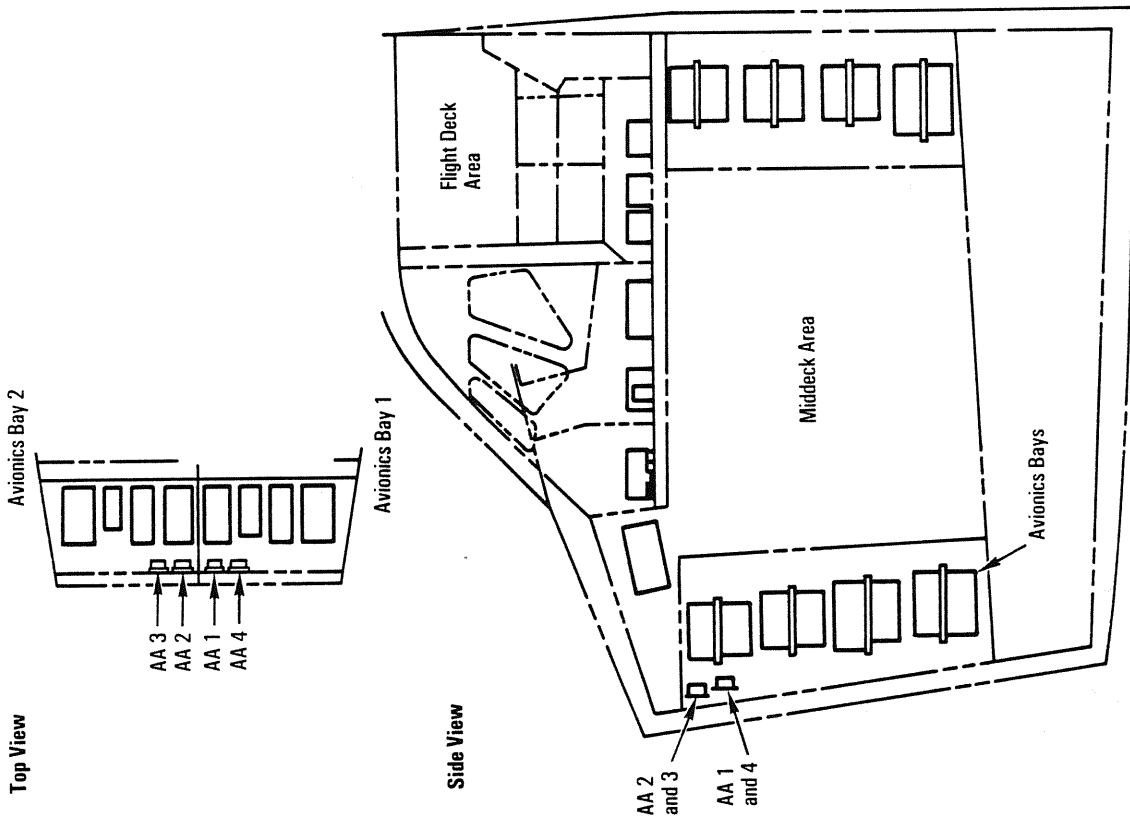 Top View
Avionics Bay 2
AA 3
AA 2
AA 1
AA 4
Avionics Bay 1
Side View
Flight Deck
Area
Middeck Area
Avionics Bays
AA 2
and 3
AA 1
and 4